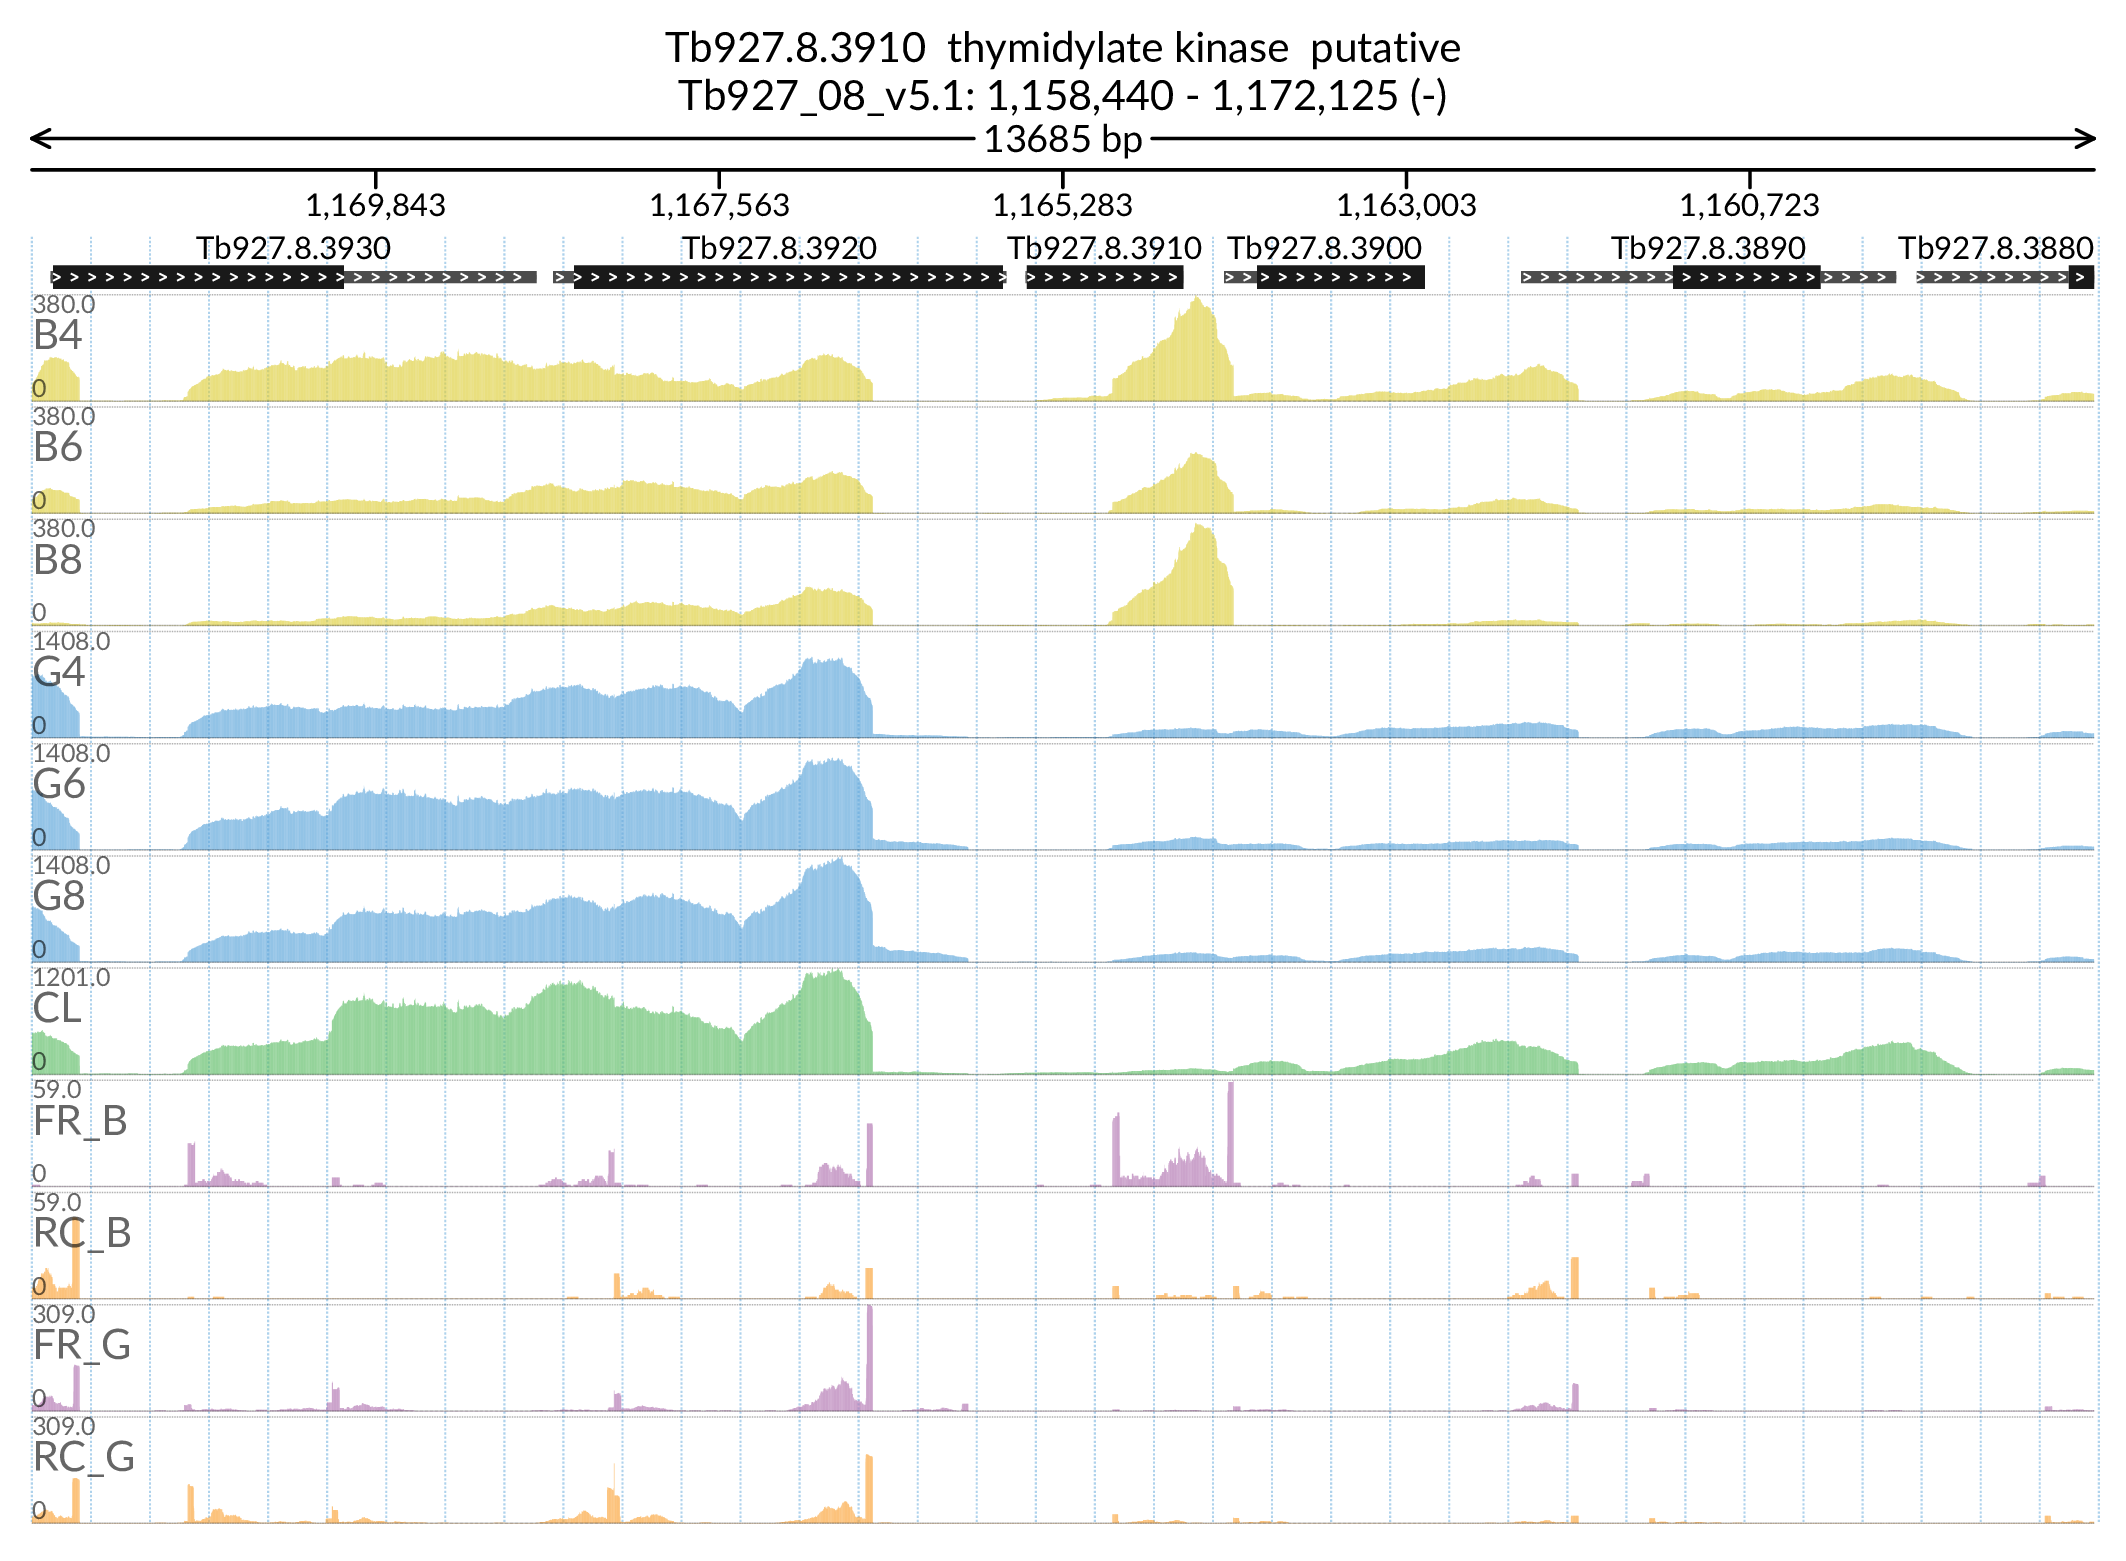 Tb927.8.3910 thymidylate kinase putative
Tb927_08_v5.1: 1,158,440 - 1,172,125 (-)
13685 bp
1,169,843 1,167,563 1,165,283 1,163,003 1,160,723
Tb927.8.3930 Tb927.8.3920 Tb927.8.3910 Tb927.8.3900 Tb927.8.3890 Tb927.8.3880
380.0
B4
0
380.0
B6
0
380.0
B8
0
1408.0
G4
0
1408.0
G6
0
1408.0
G8
0
1201.0
CL
0
59.0
FR_B
0
59.0
RC_B
0
309.0
FR_G
0
309.0
RC_G
0